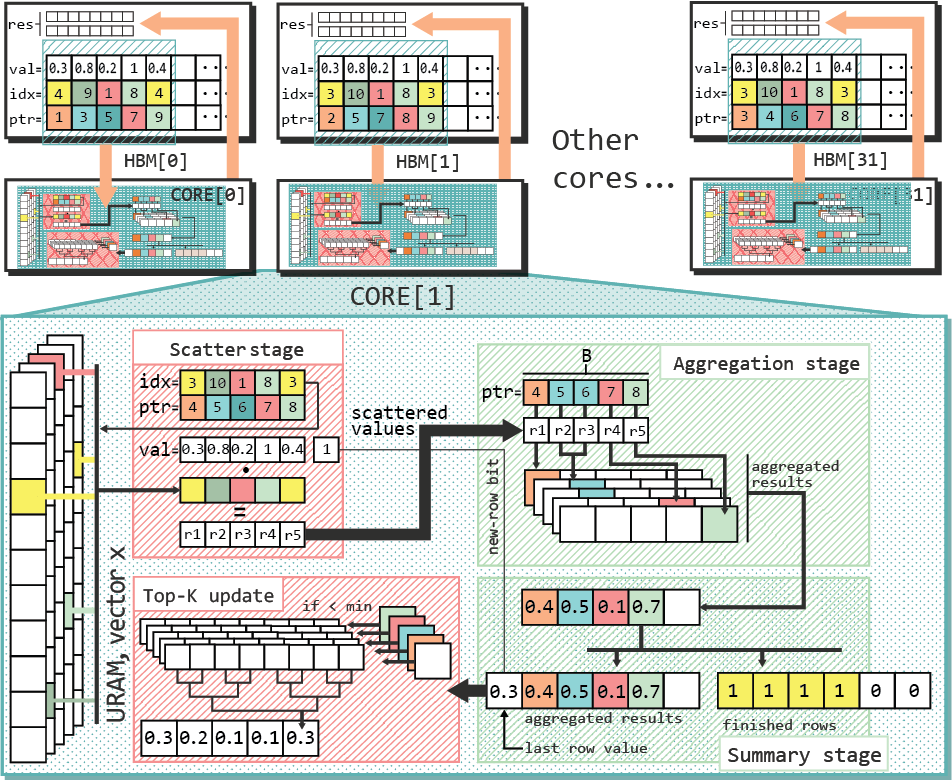 res
val= 0.3 0.8 0.2 1 0.4 ...
idx= 4 9 1 8 4 ...
ptr= 1 3 5 7 9 ...
HBM[0]
CORE[0]
res
val= 0.3 0.8 0.2 1 0.4 ...
idx= 3 10 1 8 3 ...
ptr= 2 5 7 8 9 ...
HBM[1]
Other
cores...
res
val= 0.3 0.8 0.2 1 0.4 ...
idx= 3 10 1 8 3 ...
ptr= 3 4 6 7 8 ...
HBM[31]
CORE[31]
CORE[1]
URAM, vector x
Scatter stage
idx= 3 10 1 8 3
ptr= 4 5 6 7 8
val= 0.3 0.8 0.2 1 0.4 1
·
=
r1 r2 r3 r4 r5
scattered
values
new-row bit
Aggregation stage
B
ptr= 4 5 6 7 8
r1 r2 r3 r4 r5
aggregated
results
Top-K update
if < min
0.3 0.2 0.1 0.1 0.3
0.4 0.5 0.1 0.7
0.3 0.4 0.5 0.1 0.7
aggregated results
last row value
1 1 1 1 0 0
finished rows
Summary stage